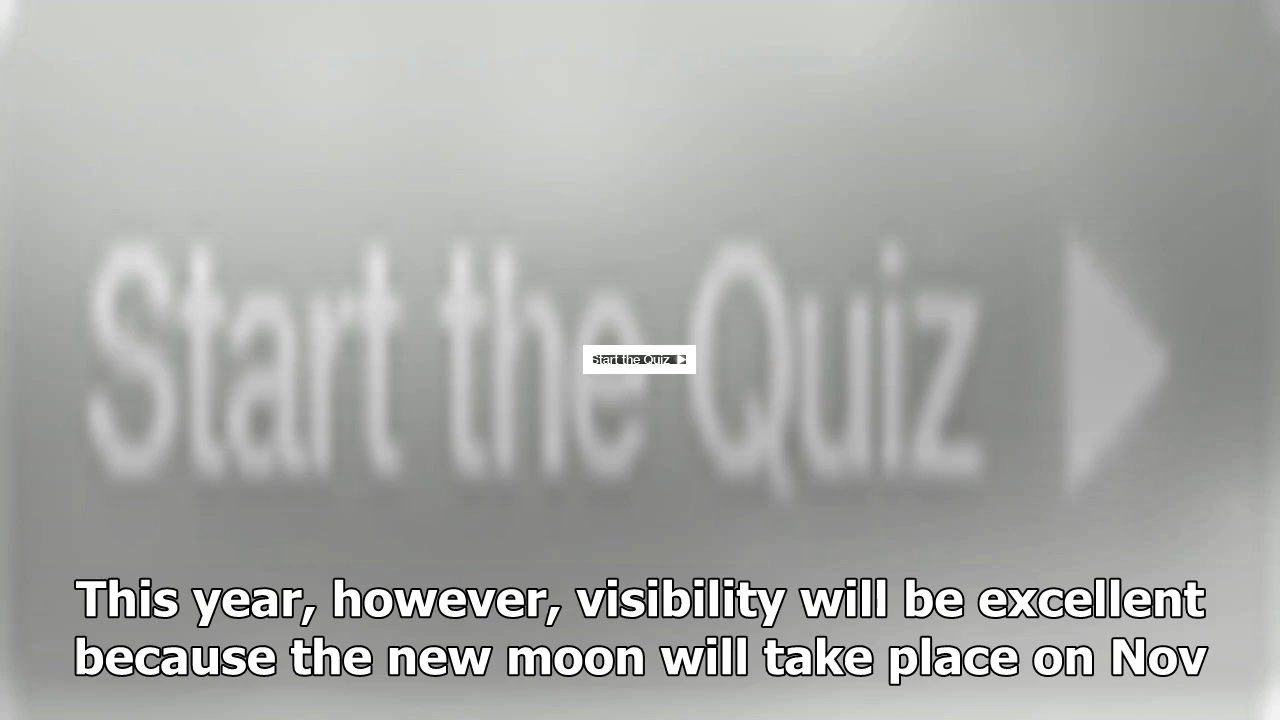 Start the Quiz
Start the Quiz
This year, however, visibility will be excellent
because the new moon will take place on Nov